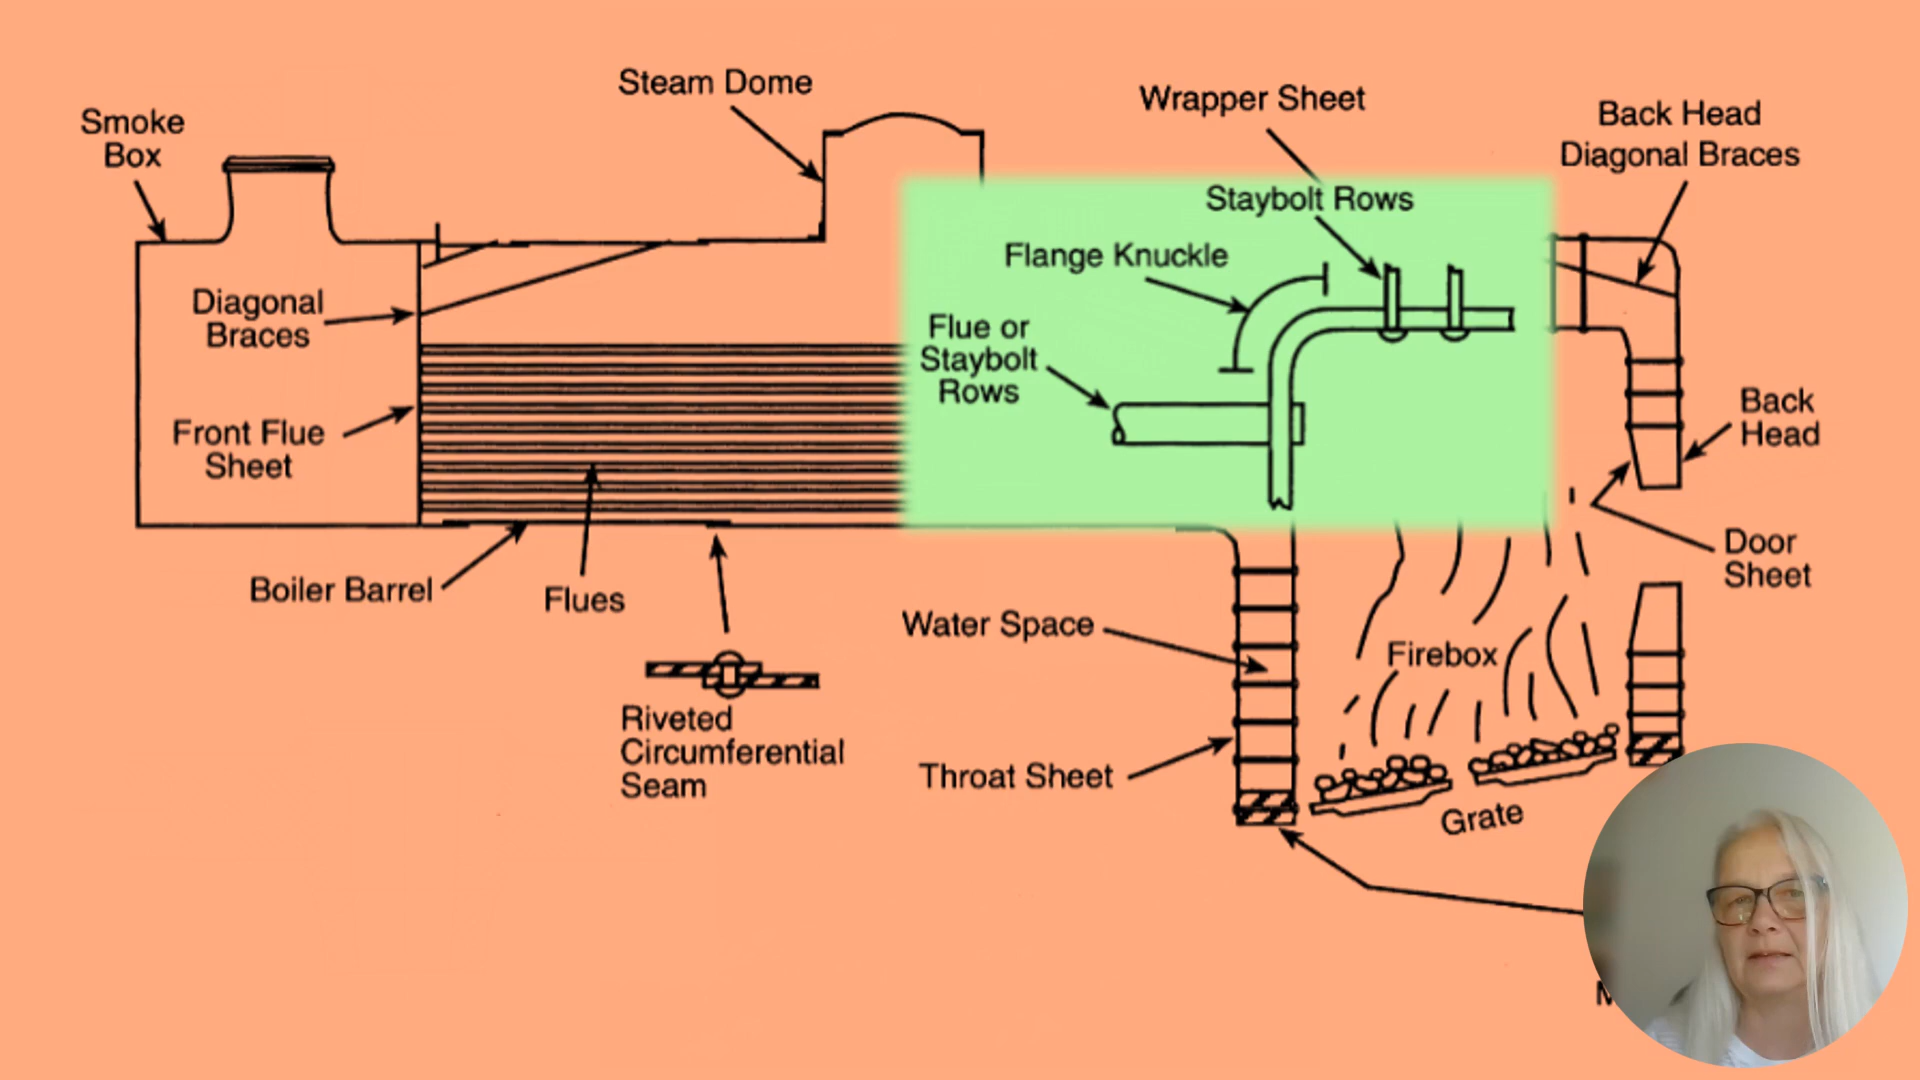 Steam Dome
Wrapper Sheet
Smoke
Box
Back Head
Diagonal Braces
Staybolt Rows
Flange Knuckle
Diagonal
Braces
Flue or
Staybolt
Rows
Front Flue
Sheet
Back
Head
Door
Sheet
Boiler Barrel
Flues
Water Space
Firebox
Riveted
Circumferential
Seam
Throat Sheet
Grate